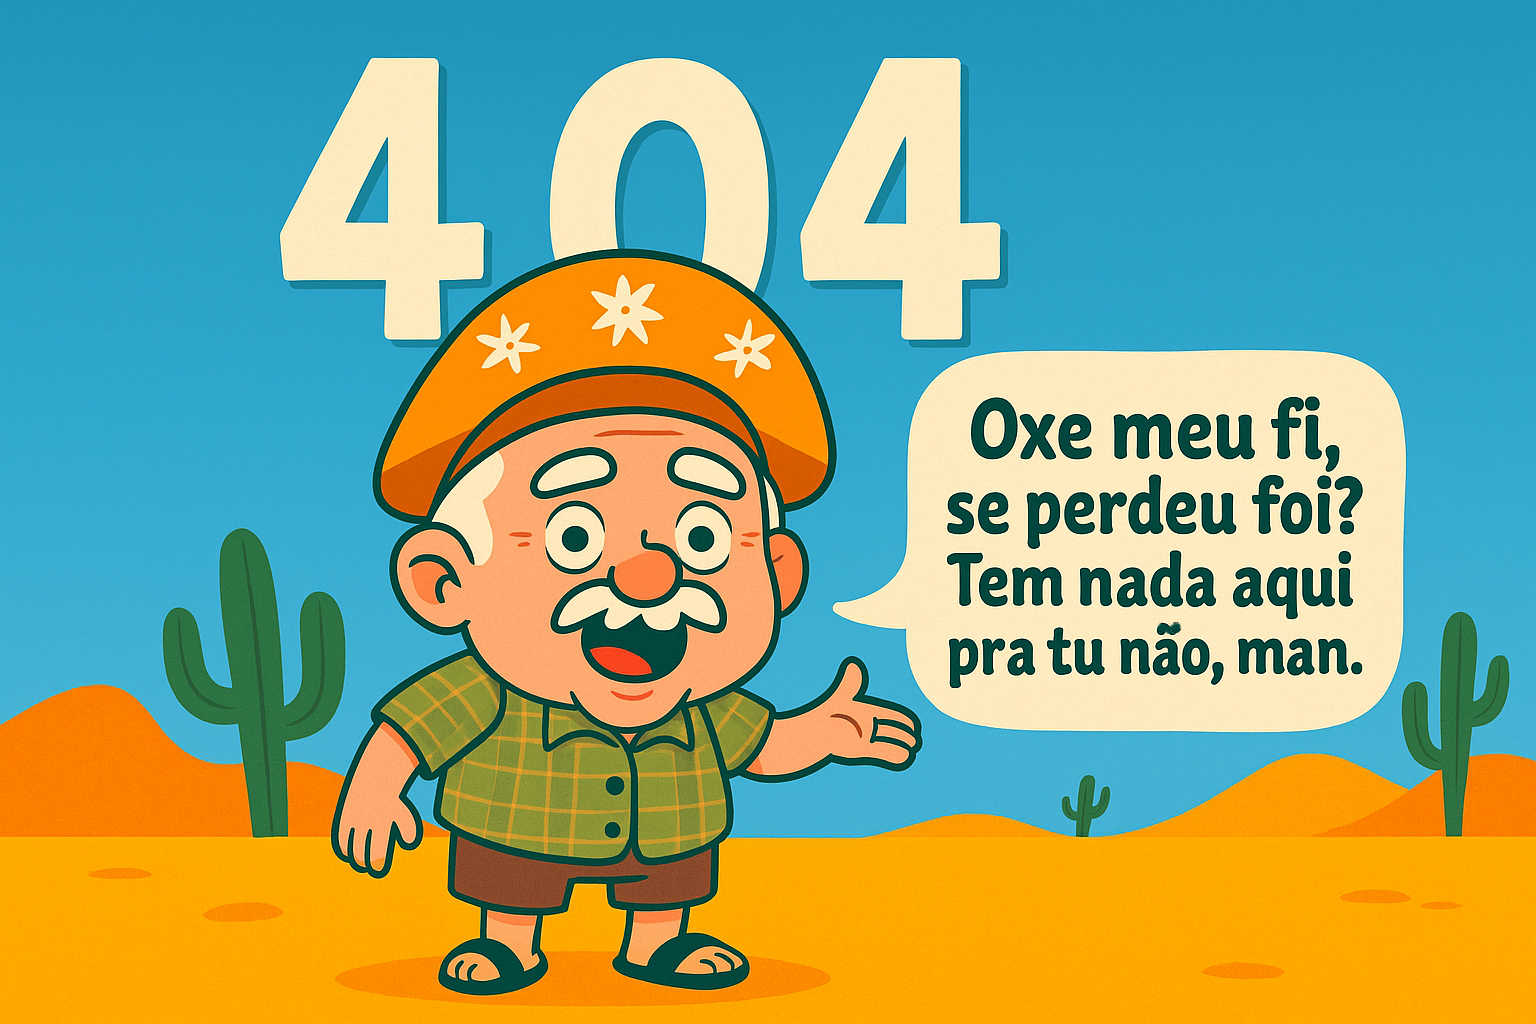 404
Oxe meu fi,
se perdeu foi?
Tem nada aqui
pra tu não, man.